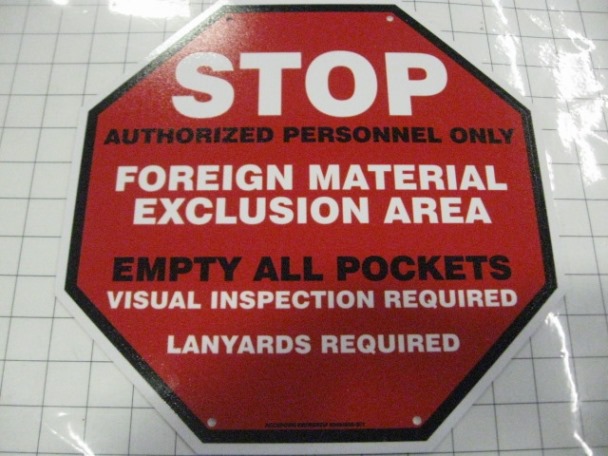 STOP
AUTHORIZED PERSONNEL ONLY
FOREIGN MATERIAL
EXCLUSION AREA
EMPTY ALL POCKETS
VISUAL INSPECTION REQUIRED
LANYARDS REQUIRED